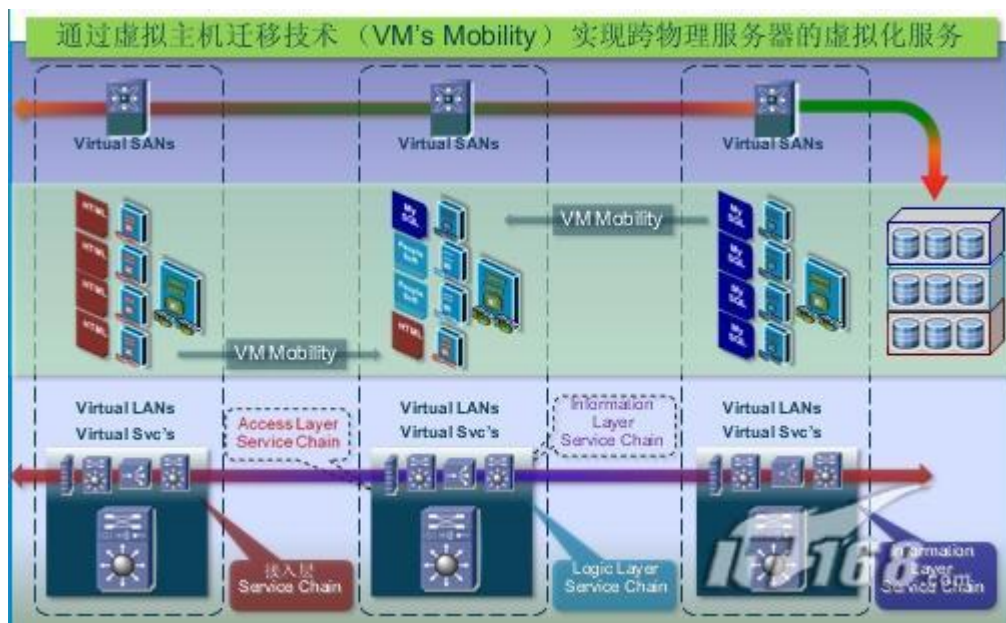 通过虚拟主机迁移技术（VM's Mobility）实现跨物理服务器的虚拟化服务
Virtual SANs
Virtual SANs
Virtual SANs
HTML
HTML
HTML
HTML
My SQL
People Soft
People Soft
HTML
My SQL
My SQL
My SQL
My SQL
VM Mobility
VM Mobility
Virtual LANs
Virtual Svc's
Access Layer
Service Chain
Virtual LANs
Virtual Svc's
Information
Layer
Service Chain
Virtual LANs
Virtual Svc's
接入层
Service Chain
Logic Layer
Service Chain
Information
Layer
Service Chain
IT168.com